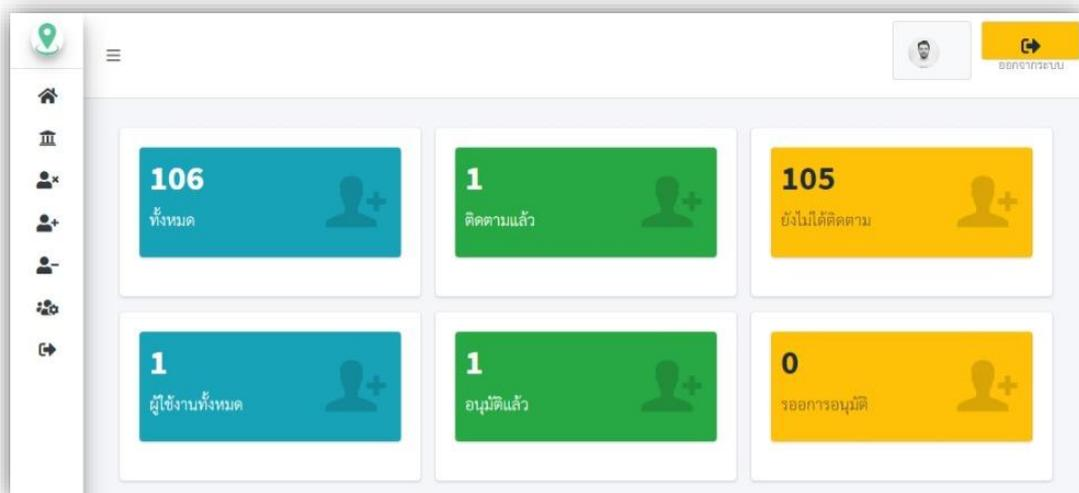 ออกจากระบบ
106
ทั้งหมด
1
ติดตามแล้ว
105
ยังไม่ได้ติดตาม
1
ผู้ใช้งานทั้งหมด
1
อนุมัติแล้ว
0
รออการอนุมัติ